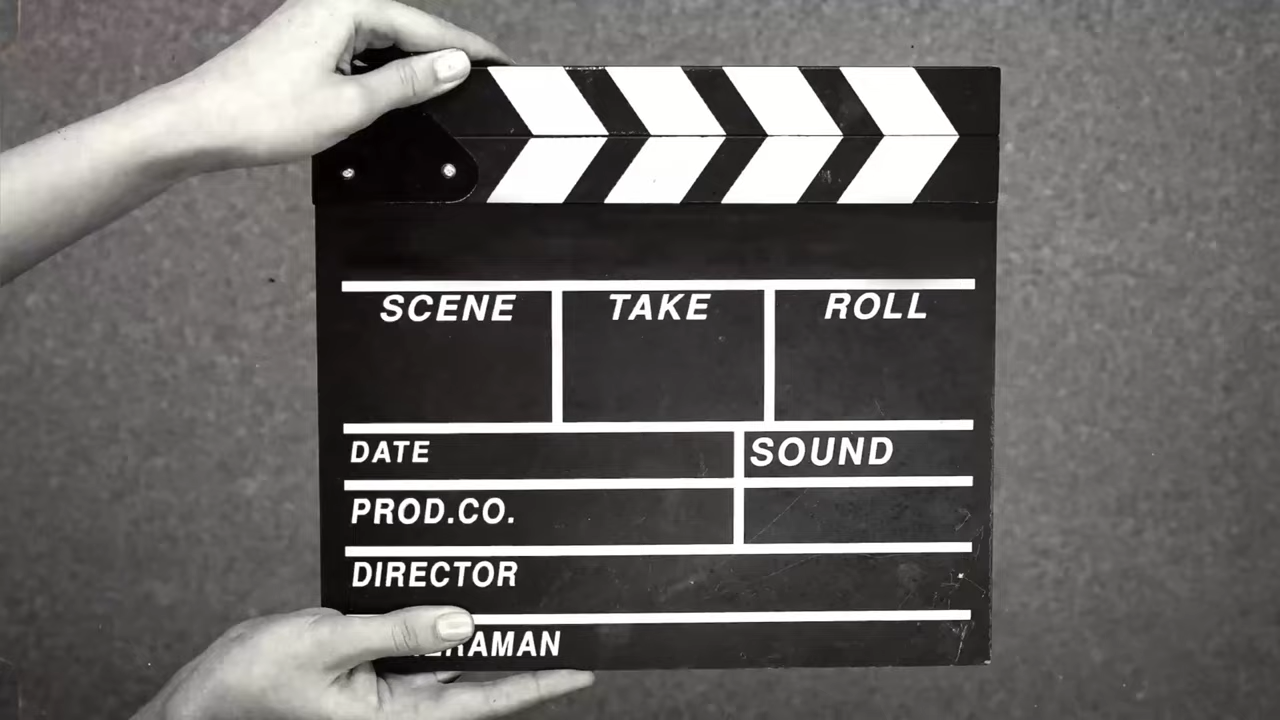 SCENE TAKE ROLL
DATE SOUND
PROD.CO.
DIRECTOR